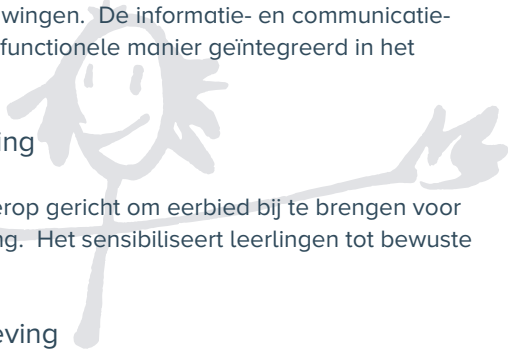 wingen. De informatie- en communicatie-
functionele manier geïntegreerd in het
ing
erop gericht om eerbied bij te brengen voor
ng. Het sensibiliseert leerlingen tot bewuste
eving